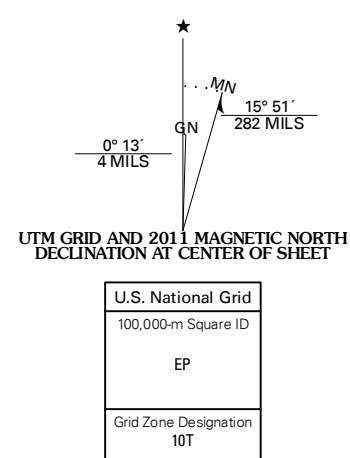 ★
MN
15° 51´
282 MILS
GN
0° 13´
4 MILS
UTM GRID AND 2011 MAGNETIC NORTH
DECLINATION AT CENTER OF SHEET
U.S. National Grid
100,000-m Square ID
EP
Grid Zone Designation
10T